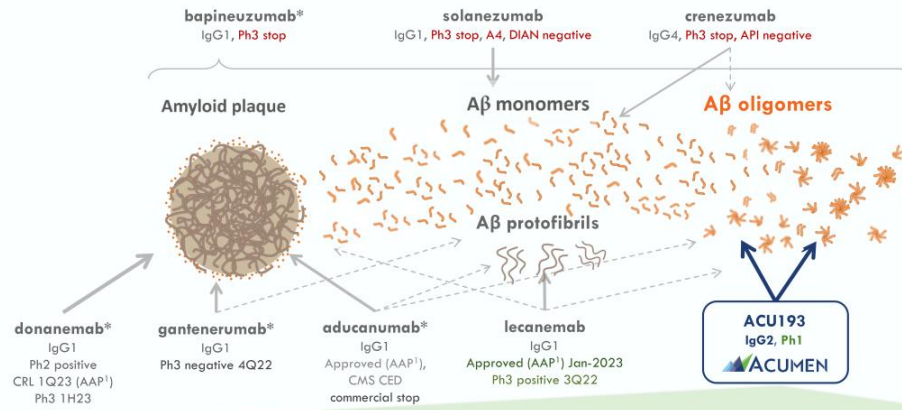 bapineuzumab*
IgG1, Ph3 stop
solanezumab
IgG1, Ph3 stop, A4, DIAN negative
crenezumab
IgG4, Ph3 stop, API negative
Amyloid plaque
Aβ monomers
Aβ oligomers
Aβ protofibrils
donanemab*
IgG1
Ph2 positive
CRL 1Q23 (AAP¹)
Ph3 1H23
gantenerumab*
IgG1
Ph3 negative 4Q22
aducanumab*
IgG1
Approved (AAP¹),
CMS CED
commercial stop
lecanemab
IgG1
Approved (AAP¹) Jan-2023
Ph3 positive 3Q22
ACU193
IgG2, Ph1
ACUMEN